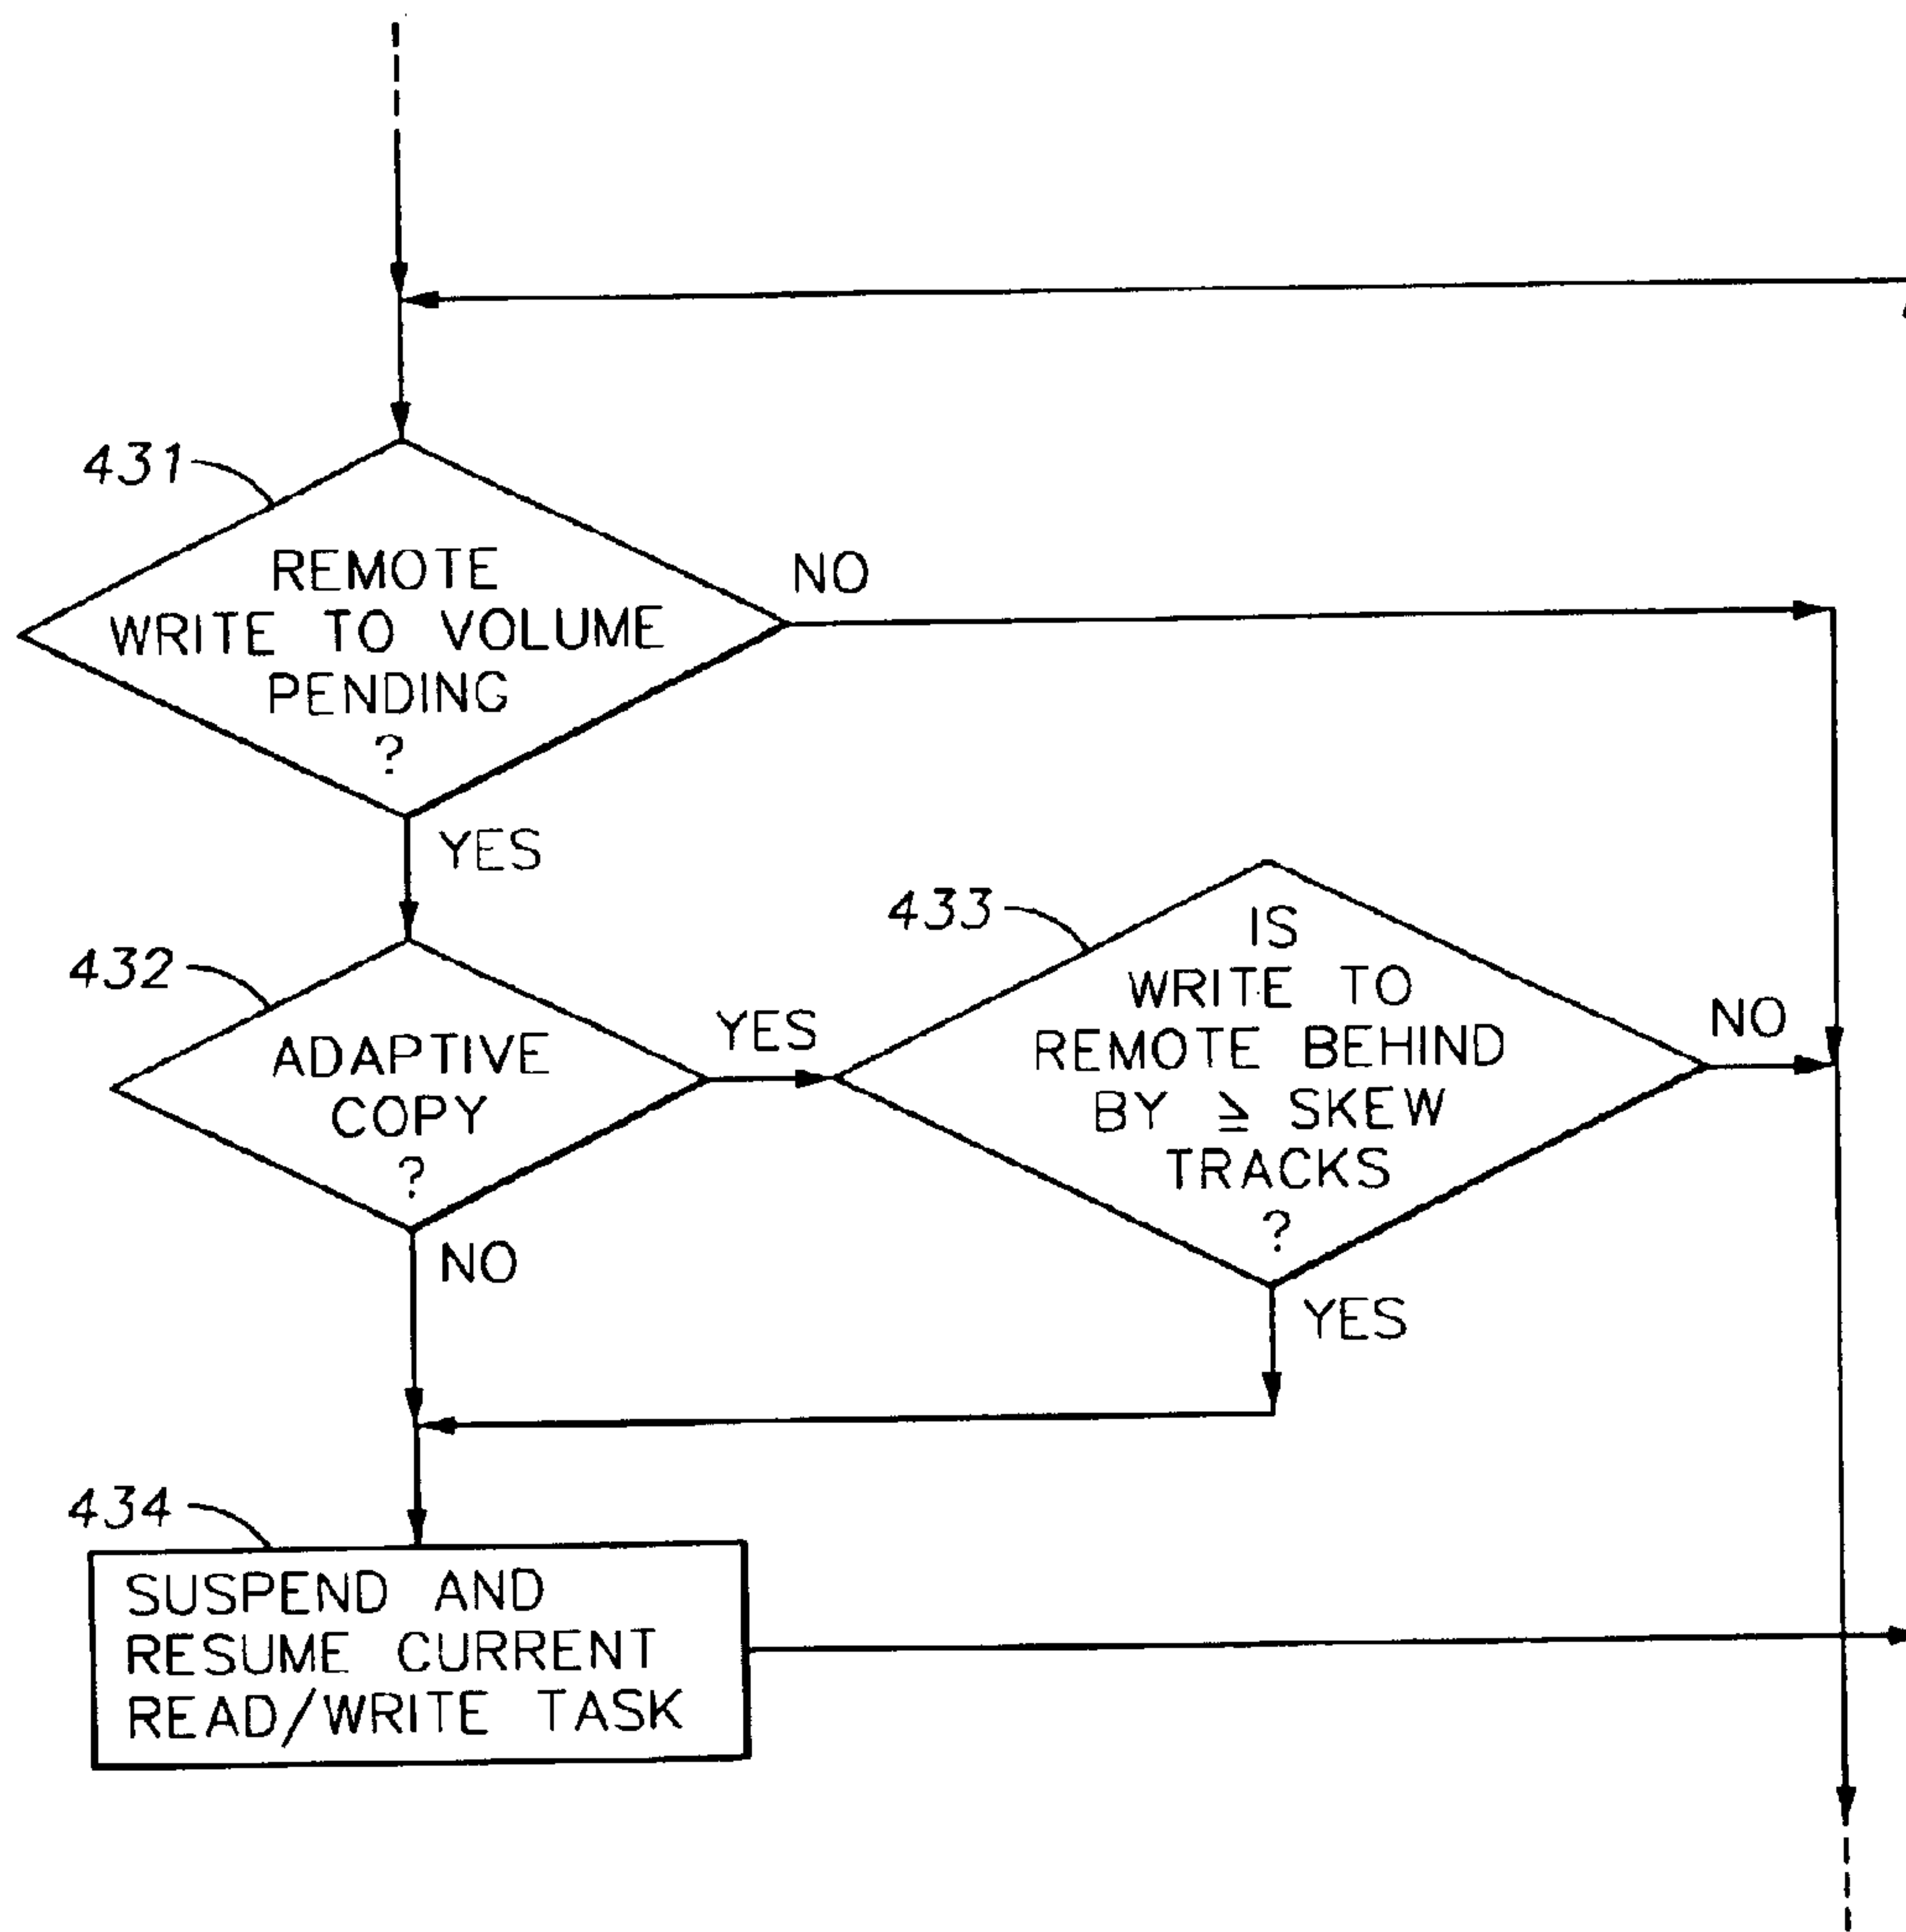 431
REMOTE
WRITE TO VOLUME
PENDING
?
NO
YES
432
ADAPTIVE
COPY
?
YES
NO
433
IS
WRITE TO
REMOTE BEHIND
BY ≥ SKEW
TRACKS
?
NO
YES
434
SUSPEND AND
RESUME CURRENT
READ/WRITE TASK